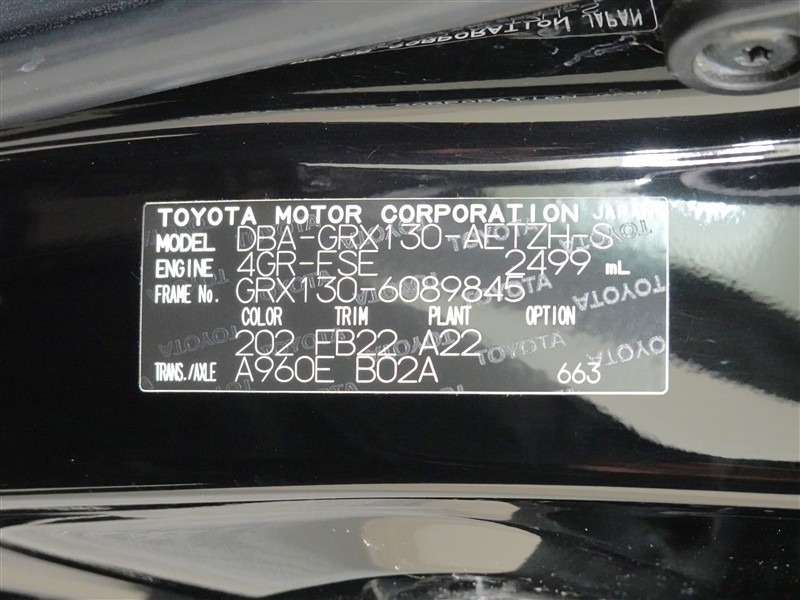 TOYOTA MOTOR CORPORATION JAPAN
MODEL DBA-GRX130-AETZH-S
ENGINE 4GR-FSE 2499 mL
FRAME No. GRX130-6089845
COLOR TRIM PLANT OPTION
202 FB22 A22
TRANS./AXLE A960E B02A 663